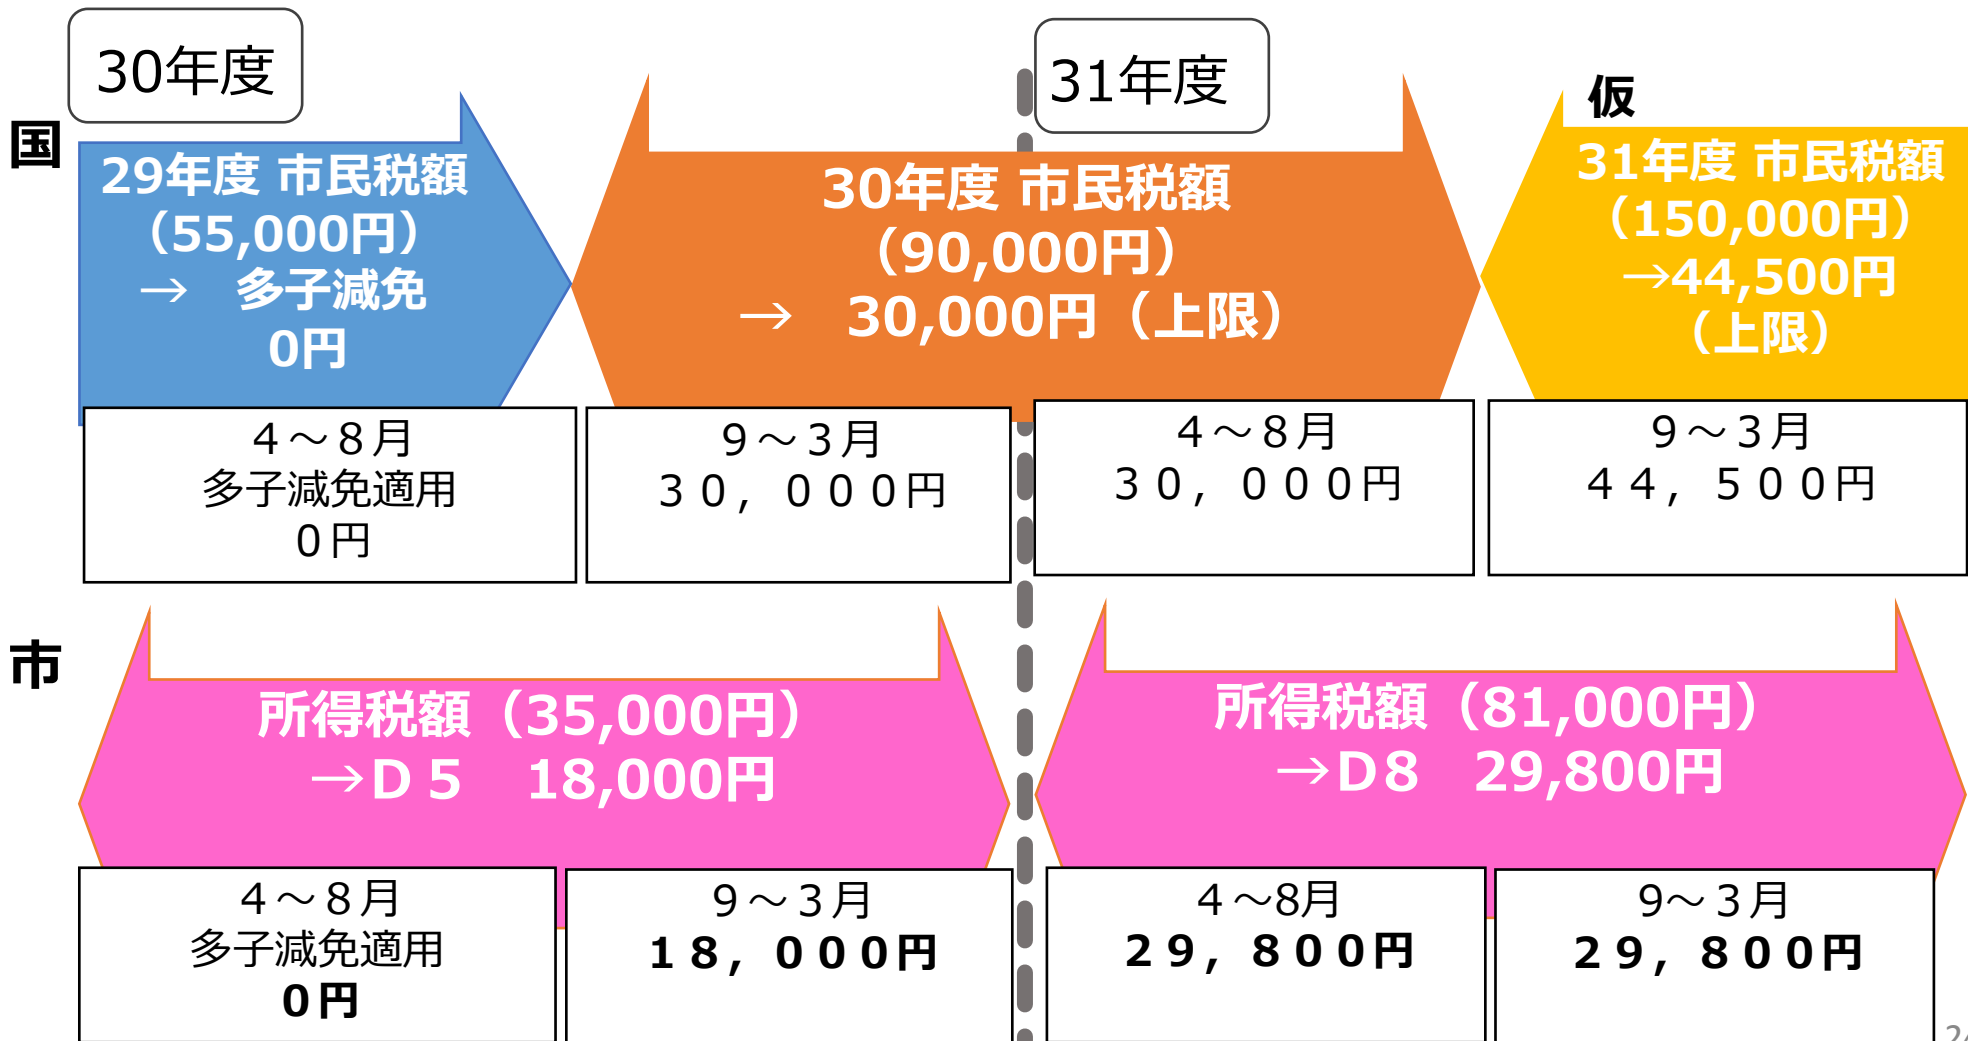 30年度
31年度
国
仮
29年度 市民税額
（55,000円）
→　多子減免
0円
30年度 市民税額
（90,000円）
→　30,000円（上限）
31年度 市民税額
（150,000円）
→44,500円
（上限）
４～８月
多子減免適用
０円
９～３月
３０，０００円
４～８月
３０，０００円
９～３月
４４，５００円
市
所得税額（35,000円）
→Ｄ５　18,000円
所得税額（81,000円）
→Ｄ８　29,800円
４～８月
多子減免適用
０円
９～３月
１８，０００円
４～8月
２９，８００円
9～３月
２９，８００円